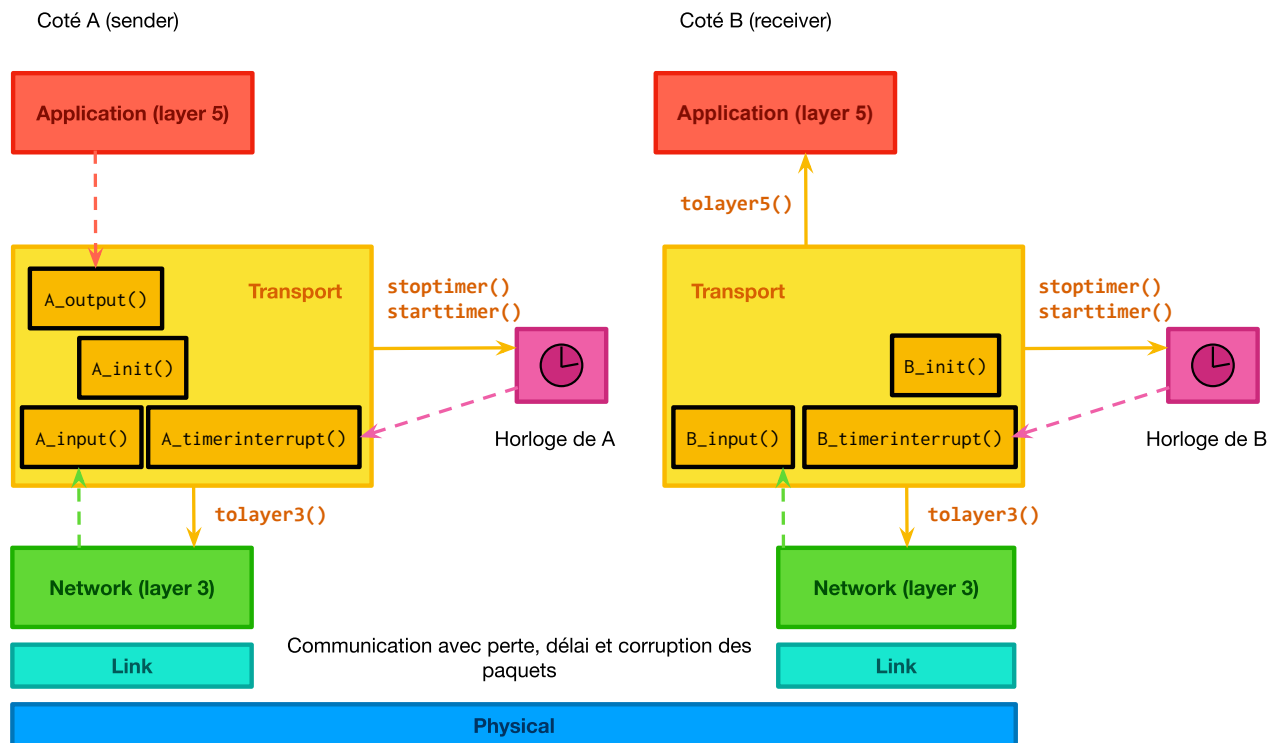 Coté A (sender)
Coté B (receiver)
Application (layer 5)
Application (layer 5)
tolayer5()
A_output()
Transport
stoptimer()
starttimer()
Transport
stoptimer()
starttimer()
A_init()
B_init()
A_input()
A_timerinterrupt()
Horloge de A
B_input()
B_timerinterrupt()
Horloge de B
tolayer3()
tolayer3()
Network (layer 3)
Network (layer 3)
Communication avec perte, délai et corruption des
paquets
Link
Link
Physical